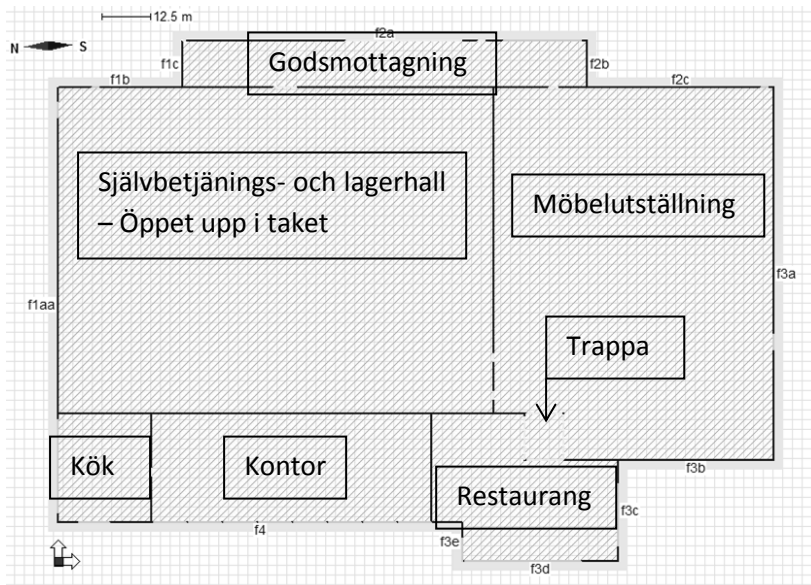 12.5 m
N S
f2a
f1c
Godsmottagning
f2b
f1b
f2c
Självbetjänings- och lagerhall
– Öppet upp i taket
Möbelutställning
f3a
f1aa
Trappa
Kök
Kontor
Restaurang
f3b
f3c
f4
f3e
f3d